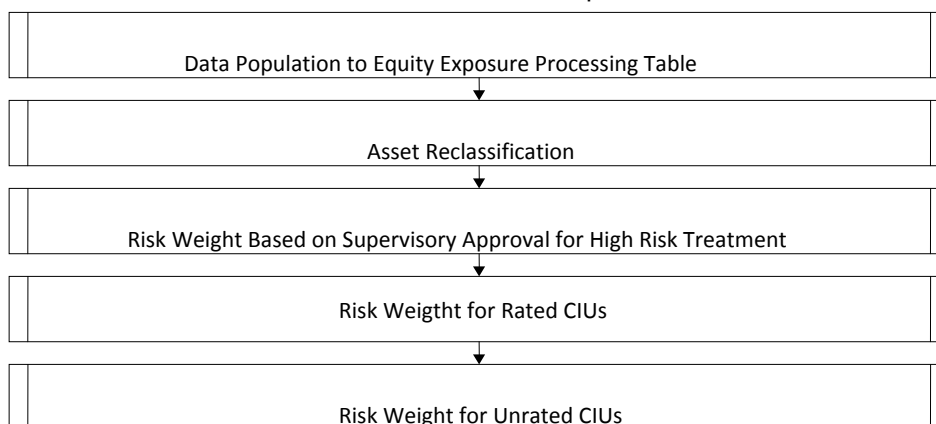 Data Population to Equity Exposure Processing Table
Asset Reclassification
Risk Weight Based on Supervisory Approval for High Risk Treatment
Risk Weigtht for Rated CIUs
Risk Weight for Unrated CIUs